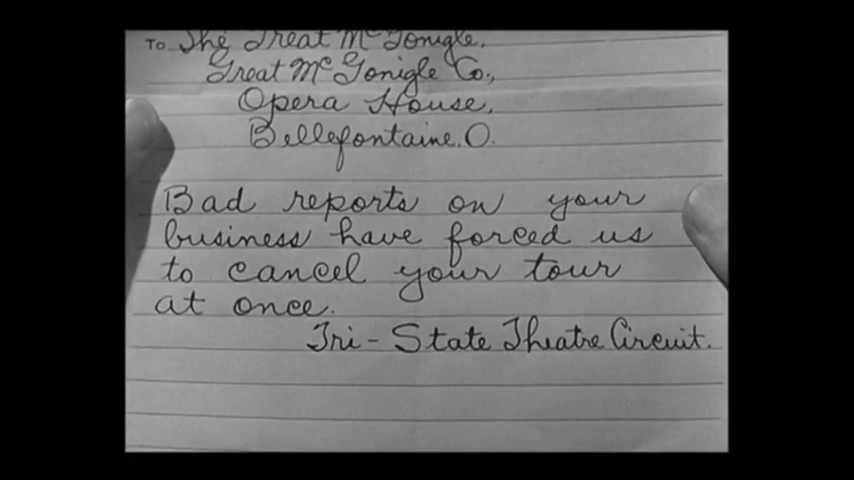 To The Great McGonigle,
Great McGonigle Co.,
Opera House,
Bellefontaine. O.
Bad reports on your
business have forced us
to cancel your tour
at once.
Tri-State Theatre Circuit.